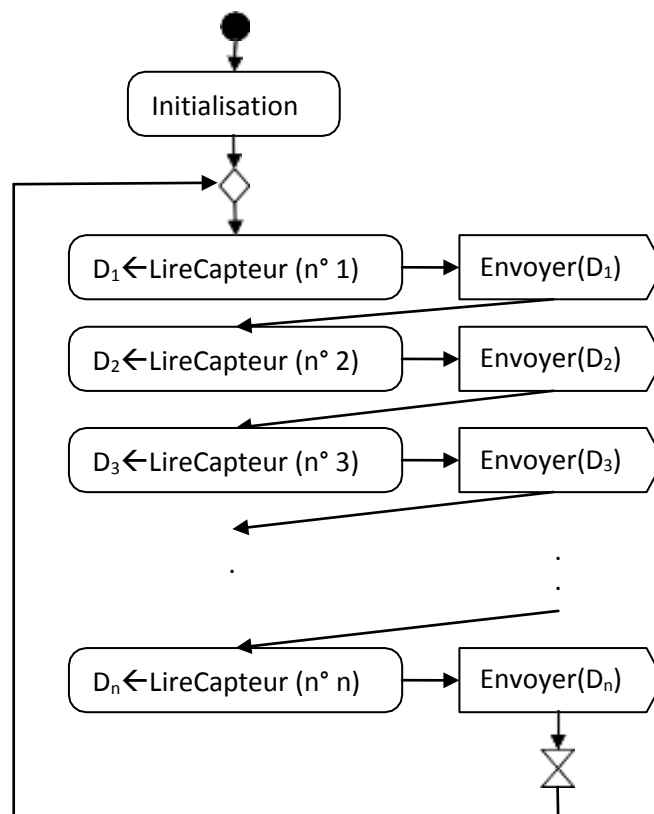 Initialisation
D₁←LireCapteur (n° 1)
Envoyer(D₁)
D₂←LireCapteur (n° 2)
Envoyer(D₂)
D₃←LireCapteur (n° 3)
Envoyer(D₃)
.
.
.
Dₙ←LireCapteur (n° n)
Envoyer(Dₙ)